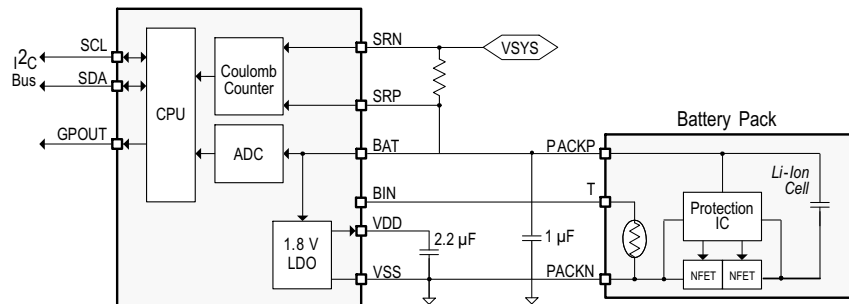 SCL
I2C
Bus
SDA
GPOUT
CPU
Coulomb
Counter
ADC
1.8 V
LDO
SRN
VSYS
SRP
BAT
BIN
VDD
VSS
2.2 µF
1 µF
Battery Pack
PACKP
T
PACKN
Li-Ion
Cell
Protection
IC
NFET
NFET